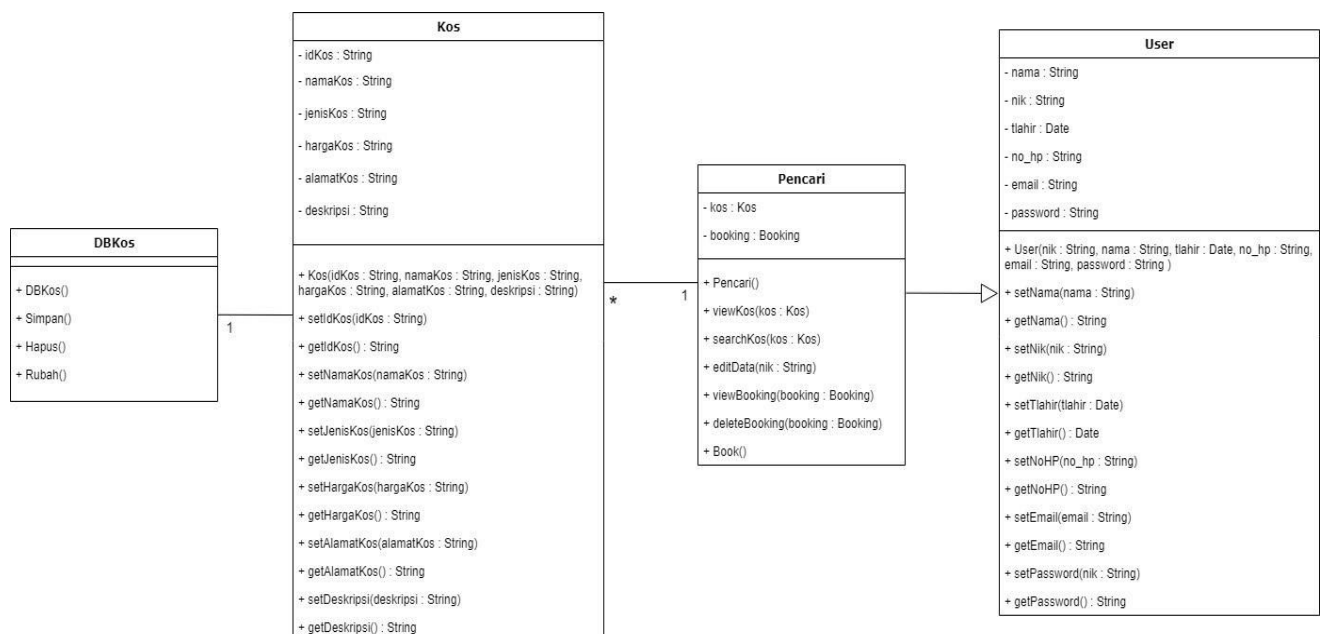 DBKos
+ DBKos()
+ Simpan()
+ Hapus()
+ Rubah()
1
Kos
- idKos : String
- namaKos : String
- jenisKos : String
- hargaKos : String
- alamatKos : String
- deskripsi : String
+ Kos(idKos : String, namaKos : String, jenisKos : String,
hargaKos : String, alamatKos : String, deskripsi : String)
+ setIdKos(idKos : String)
+ getIdKos() : String
+ setNamaKos(namaKos : String)
+ getNamaKos() : String
+ setJenisKos(jenisKos : String)
+ getJenisKos() : String
+ setHargaKos(hargaKos : String)
+ getHargaKos() : String
+ setAlamatKos(alamatKos : String)
+ getAlamatKos() : String
+ setDeskripsi(deskripsi : String)
+ getDeskripsi() : String
*
1
Pencari
- kos : Kos
- booking : Booking
+ Pencari()
+ viewKos(kos : Kos)
+ searchKos(kos : Kos)
+ editData(nik : String)
+ viewBooking(booking : Booking)
+ deleteBooking(booking : Booking)
+ Book()
User
- nama : String
- nik : String
- tlahir : Date
- no_hp : String
- email : String
- password : String
+ User(nik : String, nama : String, tlahir : Date, no_hp : String,
email : String, password : String )
+ setNama(nama : String)
+ getNama() : String
+ setNik(nik : String)
+ getNik() : String
+ setTlahir(tlahir : Date)
+ getTlahir() : Date
+ setNoHP(no_hp : String)
+ getNoHP() : String
+ setEmail(email : String)
+ getEmail() : String
+ setPassword(nik : String)
+ getPassword() : String